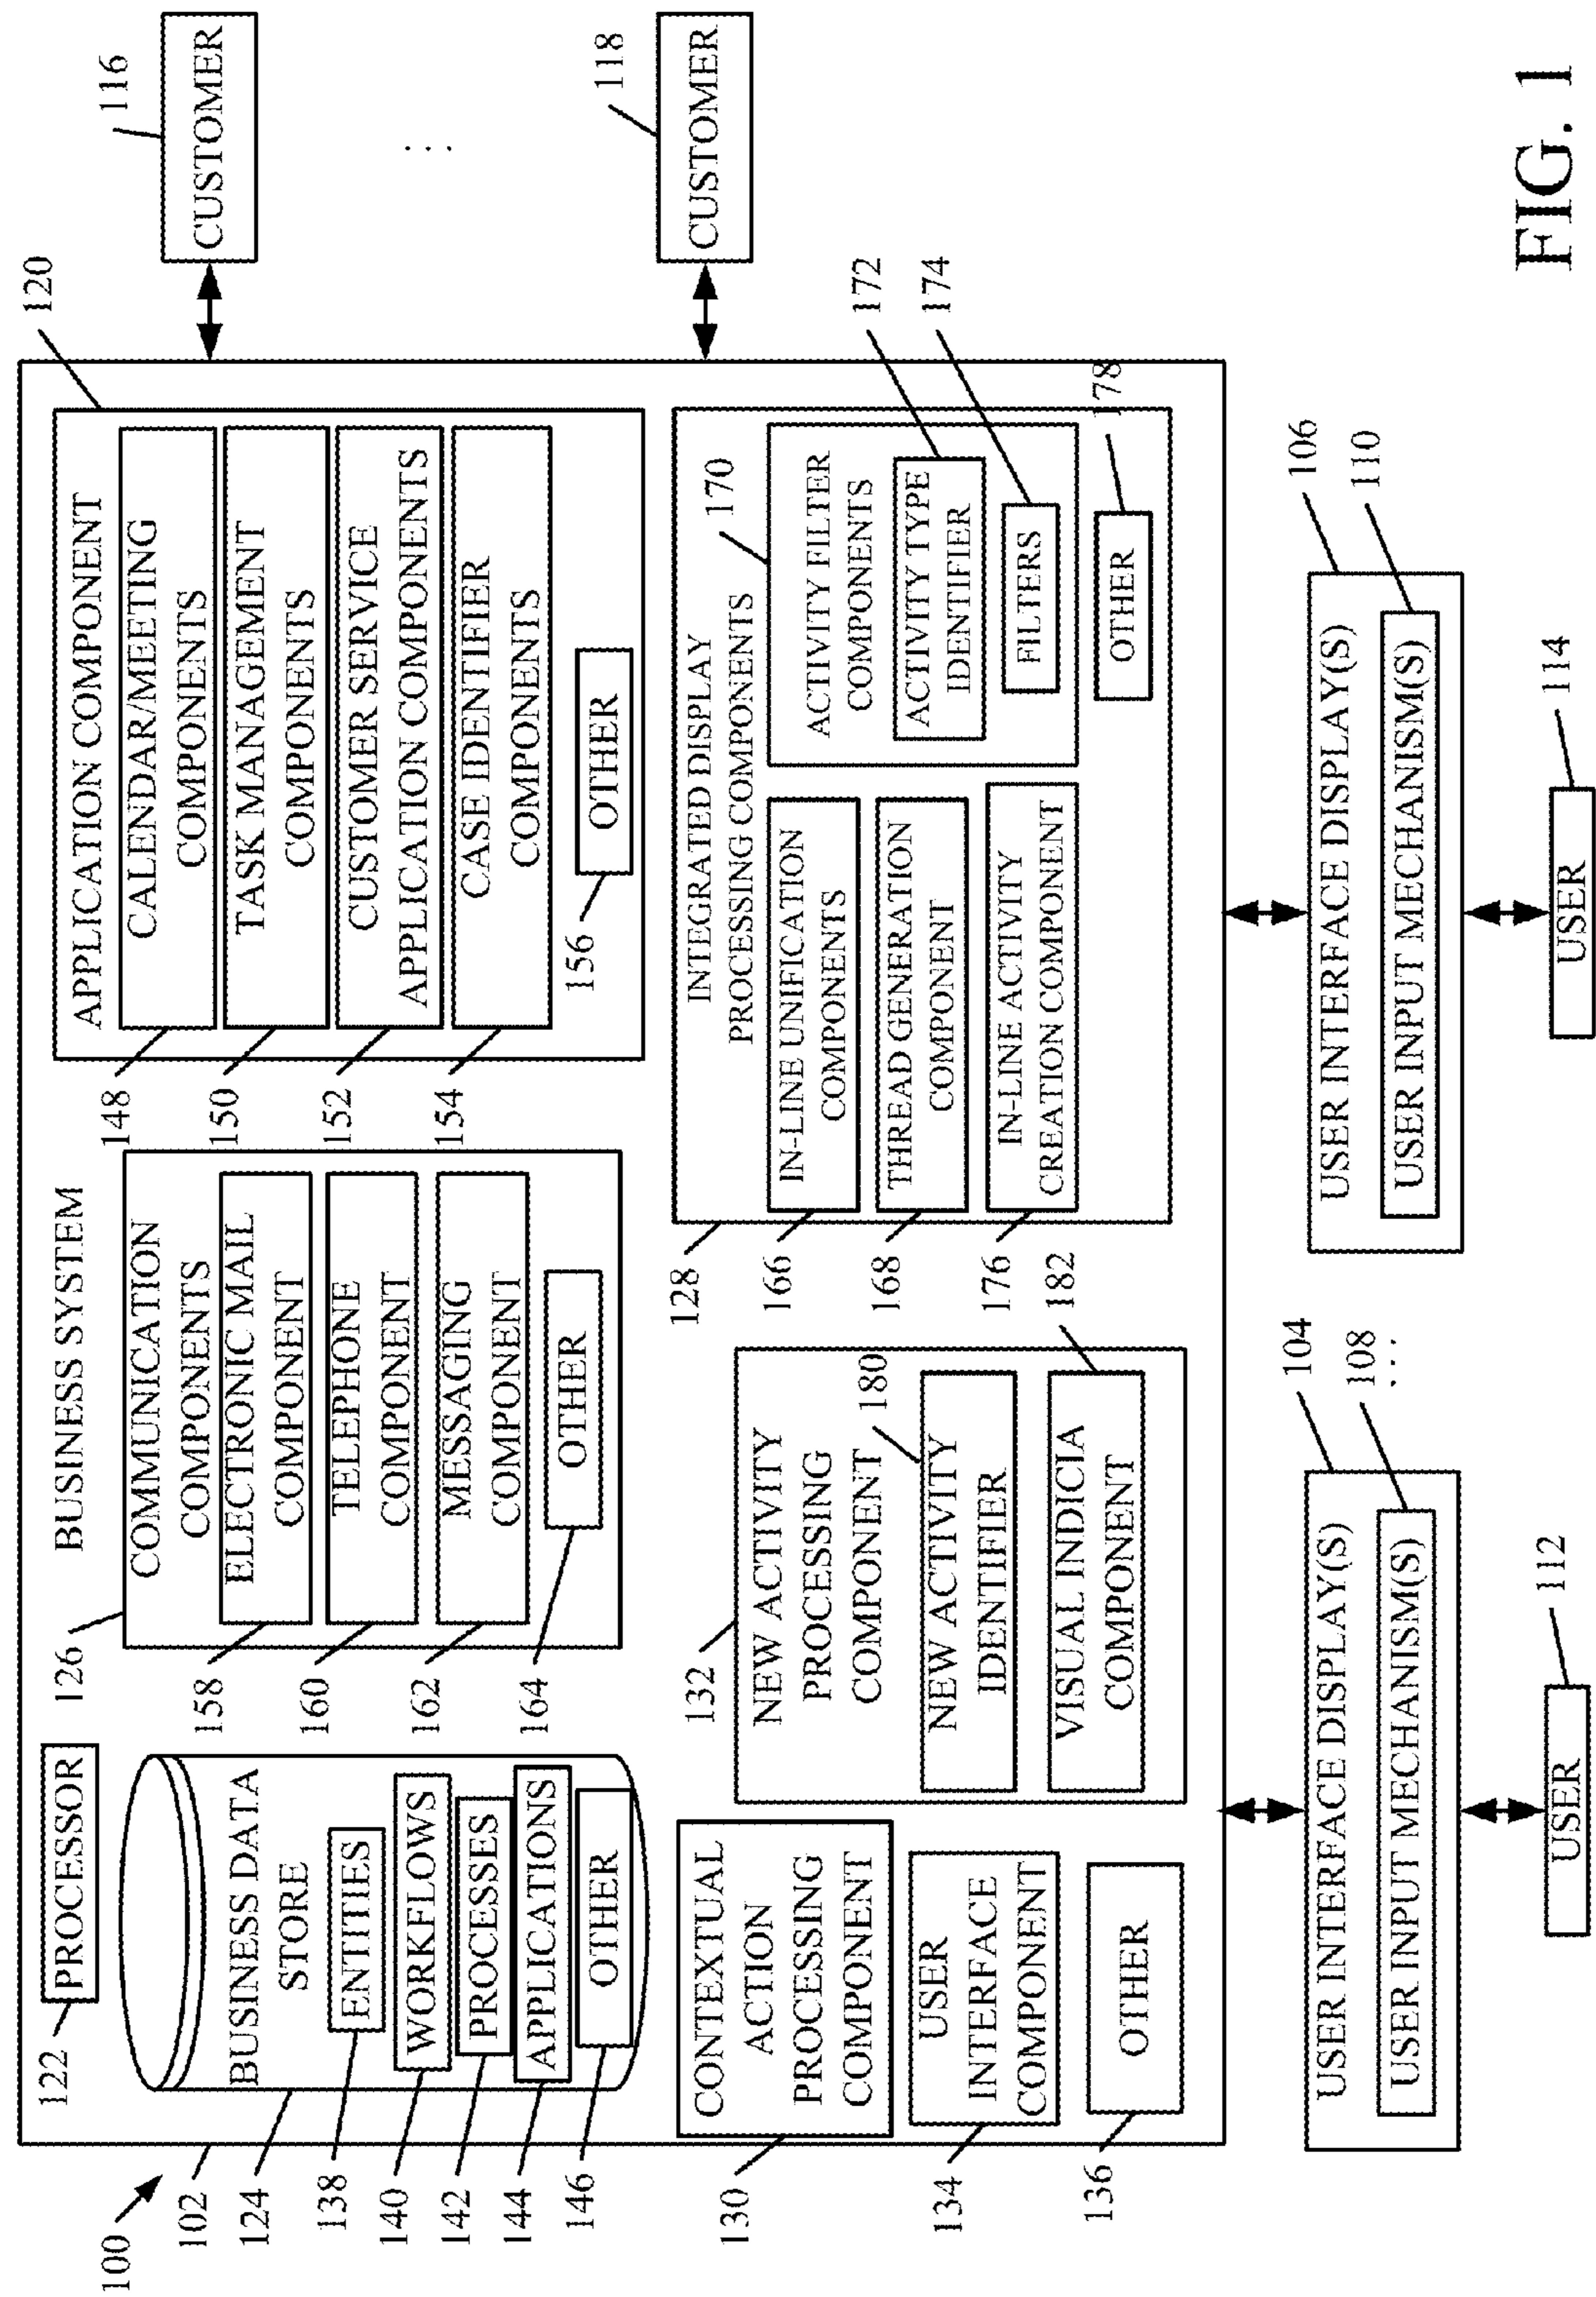 100
102
BUSINESS SYSTEM
122
PROCESSOR
124
BUSINESS DATA
STORE
138
ENTITIES
140
WORKFLOWS
142
PROCESSES
144
APPLICATIONS
146
OTHER
126
COMMUNICATION
COMPONENTS
158
ELECTRONIC MAIL
COMPONENT
160
TELEPHONE
COMPONENT
162
MESSAGING
COMPONENT
164
OTHER
120
APPLICATION COMPONENT
148
CALENDAR/MEETING
COMPONENTS
150
TASK MANAGEMENT
COMPONENTS
152
CUSTOMER SERVICE
APPLICATION COMPONENTS
154
CASE IDENTIFIER
COMPONENTS
156
OTHER
116
CUSTOMER
. . .
118
CUSTOMER
130
CONTEXTUAL
ACTION
PROCESSING
COMPONENT
134
USER
INTERFACE
COMPONENT
136
OTHER
132
NEW ACTIVITY
PROCESSING
COMPONENT
180
NEW ACTIVITY
IDENTIFIER
182
VISUAL INDICIA
COMPONENT
128
INTEGRATED DISPLAY
PROCESSING COMPONENTS
166
IN-LINE UNIFICATION
COMPONENTS
168
THREAD GENERATION
COMPONENT
176
IN-LINE ACTIVITY
CREATION COMPONENT
170
ACTIVITY FILTER
COMPONENTS
172
ACTIVITY TYPE
IDENTIFIER
174
FILTERS
178
OTHER
104
USER INTERFACE DISPLAY(S)
108
USER INPUT MECHANISM(S)
. . .
106
USER INTERFACE DISPLAY(S)
110
USER INPUT MECHANISM(S)
112
USER
114
USER
FIG. 1